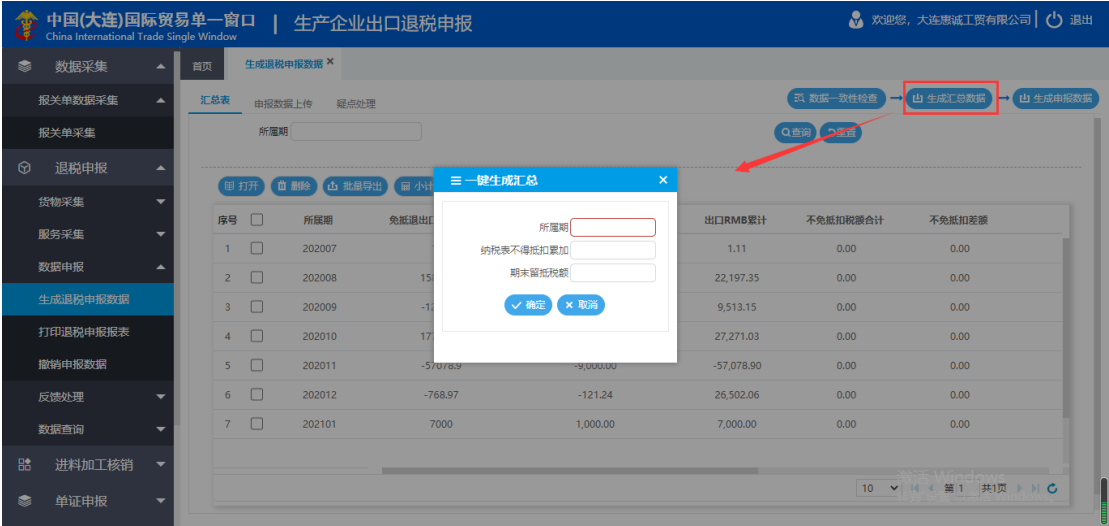 中国(大连)国际贸易单一窗口 | 生产企业出口退税申报
China International Trade Single Window
欢迎您，大连惠诚工贸有限公司 | 退出
数据采集
首页 生成退税申报数据 ×
报关单数据采集
汇总表 申报数据上传 疑点处理
数据一致性检查 生成汇总数据 生成申报数据
报关单采集
所属期
查询 重置
退税申报
打开 删除 批量导出 小计
一键生成汇总 ×
所属期
纳税表不得抵扣累加
期末留抵税额
确定 取消
货物采集
服务采集
数据申报
生成退税申报数据
打印退税申报报表
撤销申报数据
反馈处理
数据查询
进料加工核销
单证申报
序号 所属期 免抵退出口 出口RMB累计 不免抵扣税额合计 不免抵扣差额
1 202007 1.11 0.00 0.00
2 202008 15 22,197.35 0.00 0.00
3 202009 -12 9,513.15 0.00 0.00
4 202010 17 27,271.03 0.00 0.00
5 202011 -57078.9 -9,000.00 -57,078.90 0.00 0.00
6 202012 -768.97 -121.24 26,502.06 0.00 0.00
7 202101 7000 1,000.00 7,000.00 0.00 0.00
激活 Windows
10 第 1 共1页